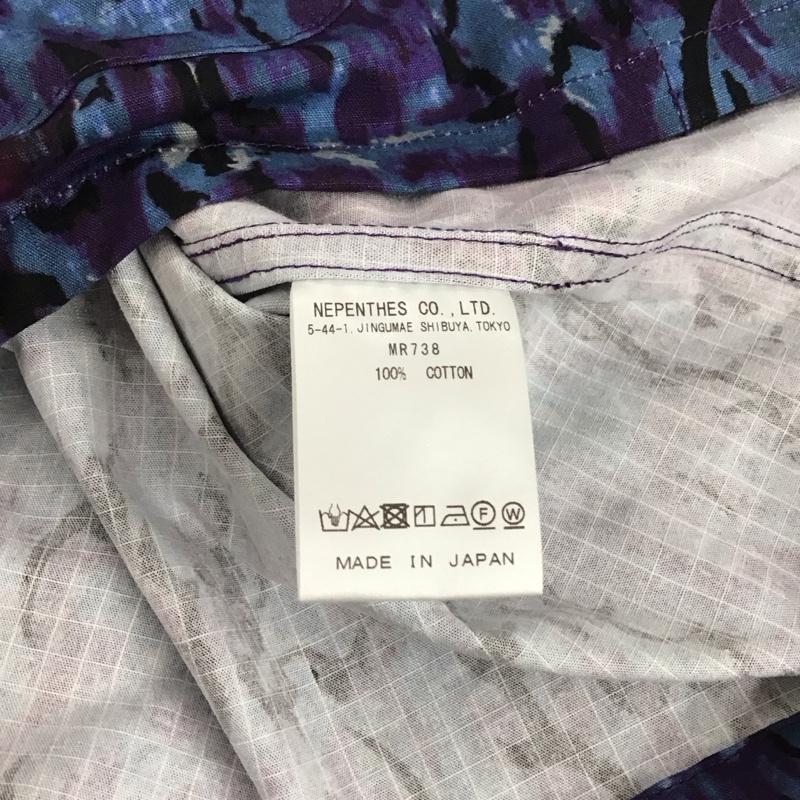 NEPENTHES CO.,LTD.
5-44-1, JINGUMAE SHIBUYA, TOKYO
MR738
100% COTTON
F W
MADE IN JAPAN